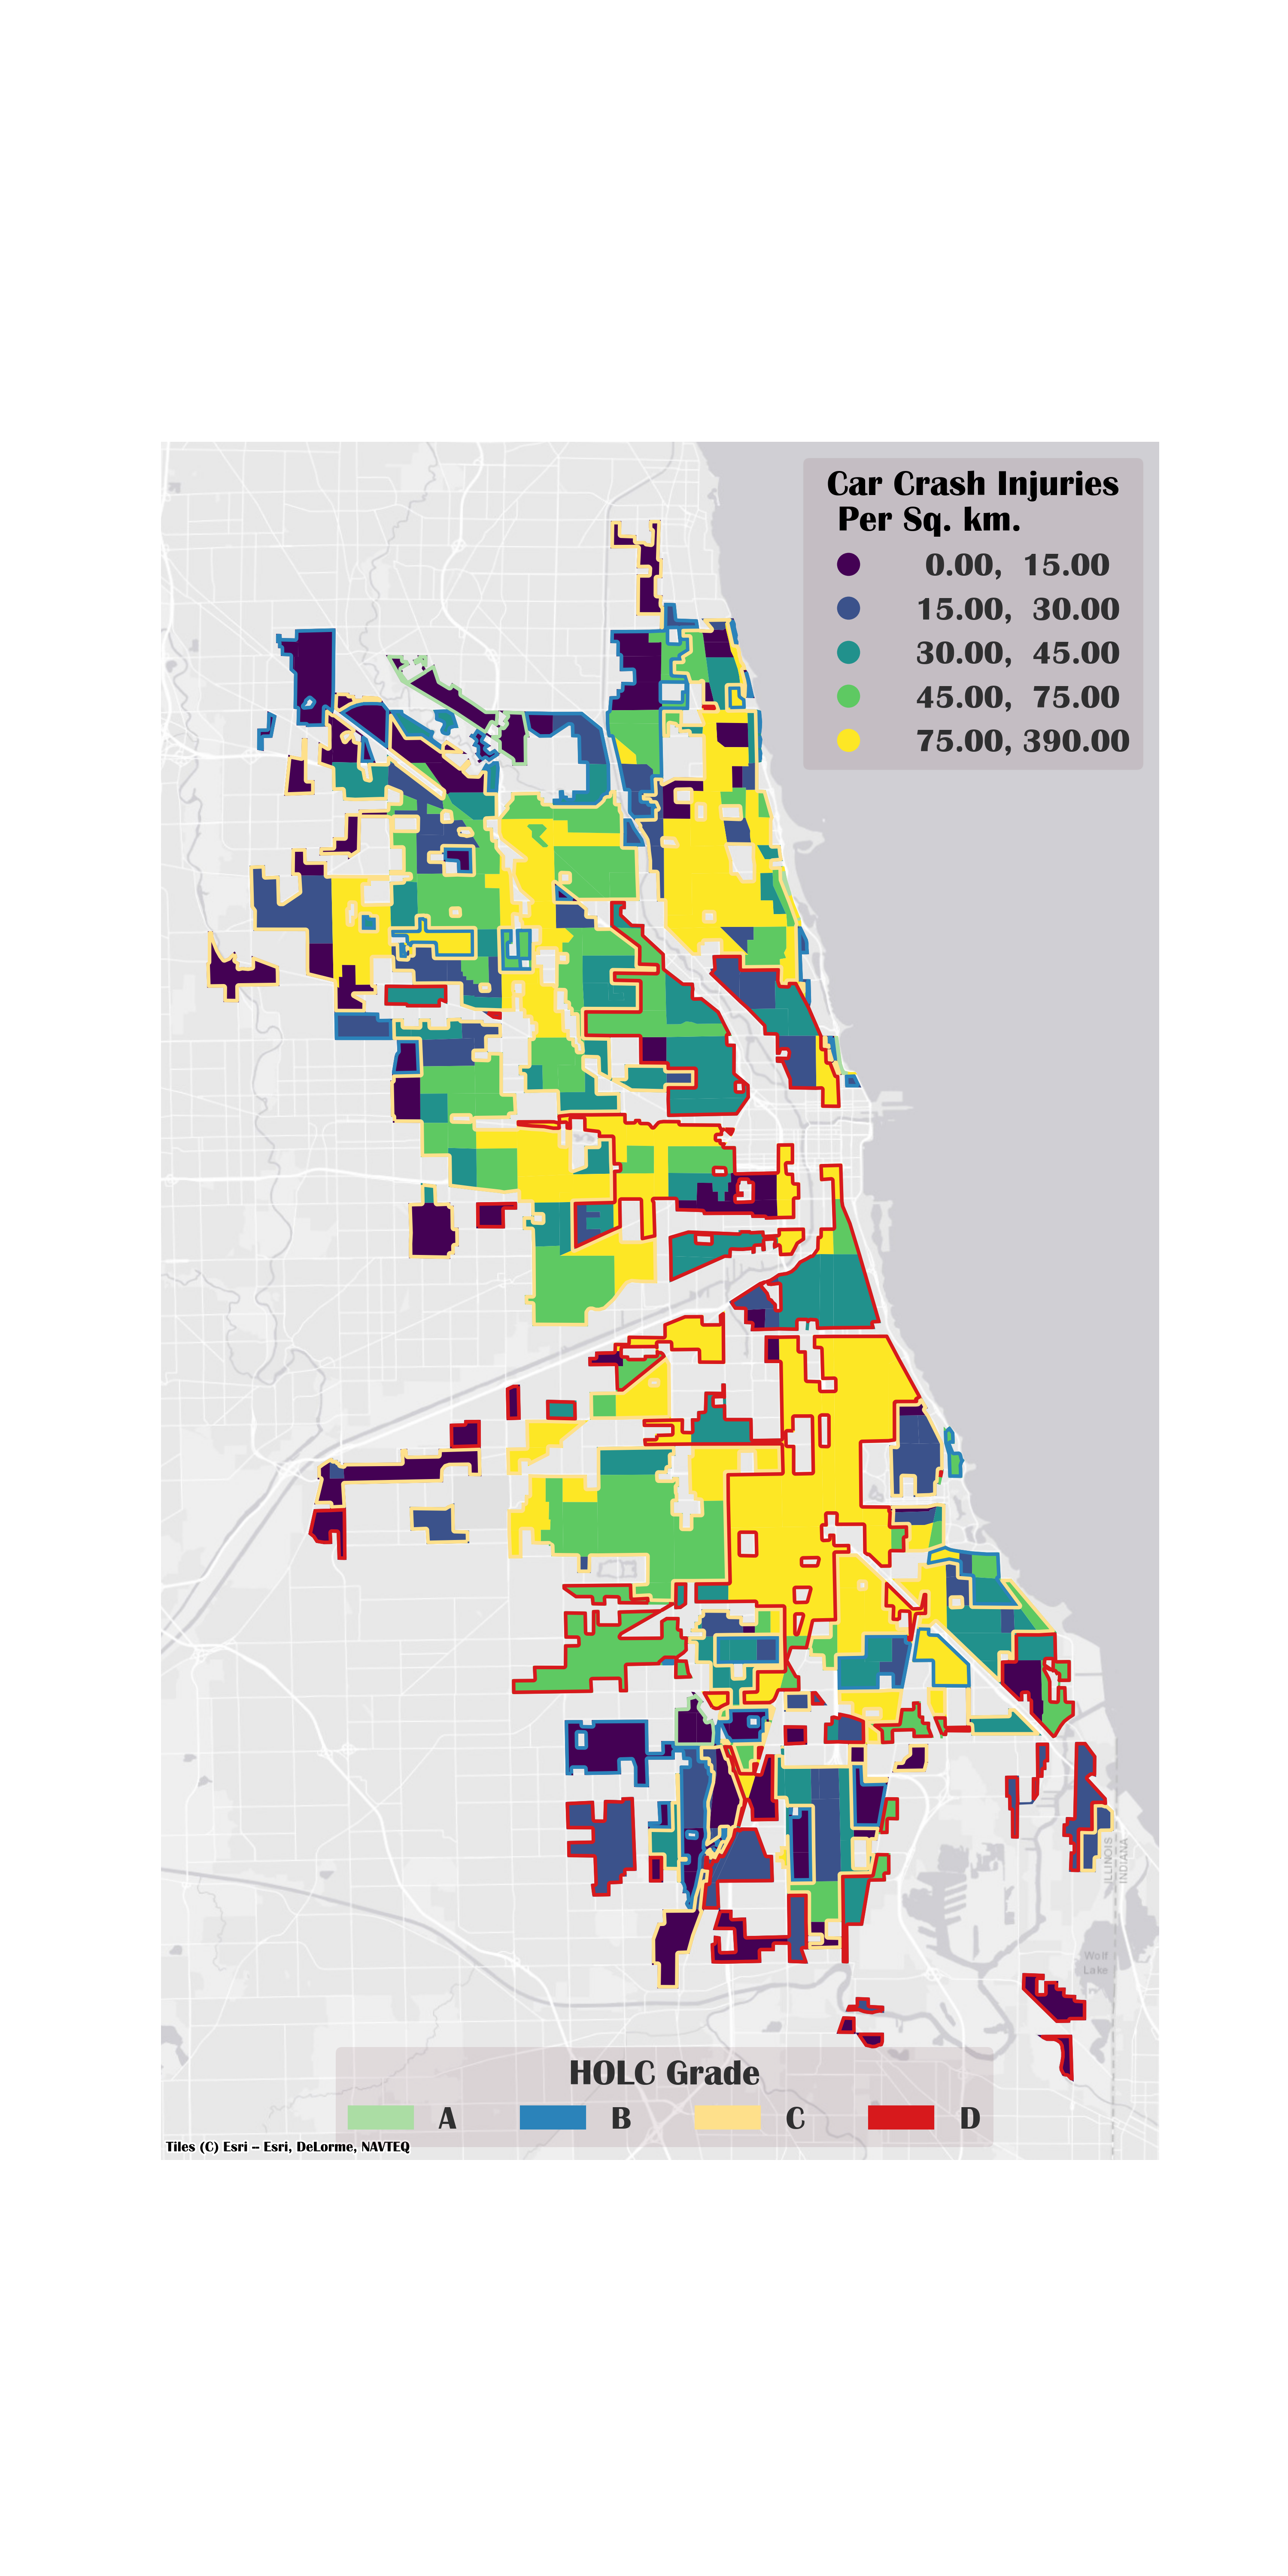 Car Crash Injuries
Per Sq. km.
0.00, 15.00
15.00, 30.00
30.00, 45.00
45.00, 75.00
75.00, 390.00
ILLINOIS
INDIANA
Wolf
Lake
HOLC Grade
A B C D
Tiles (C) Esri -- Esri, DeLorme, NAVTEQ